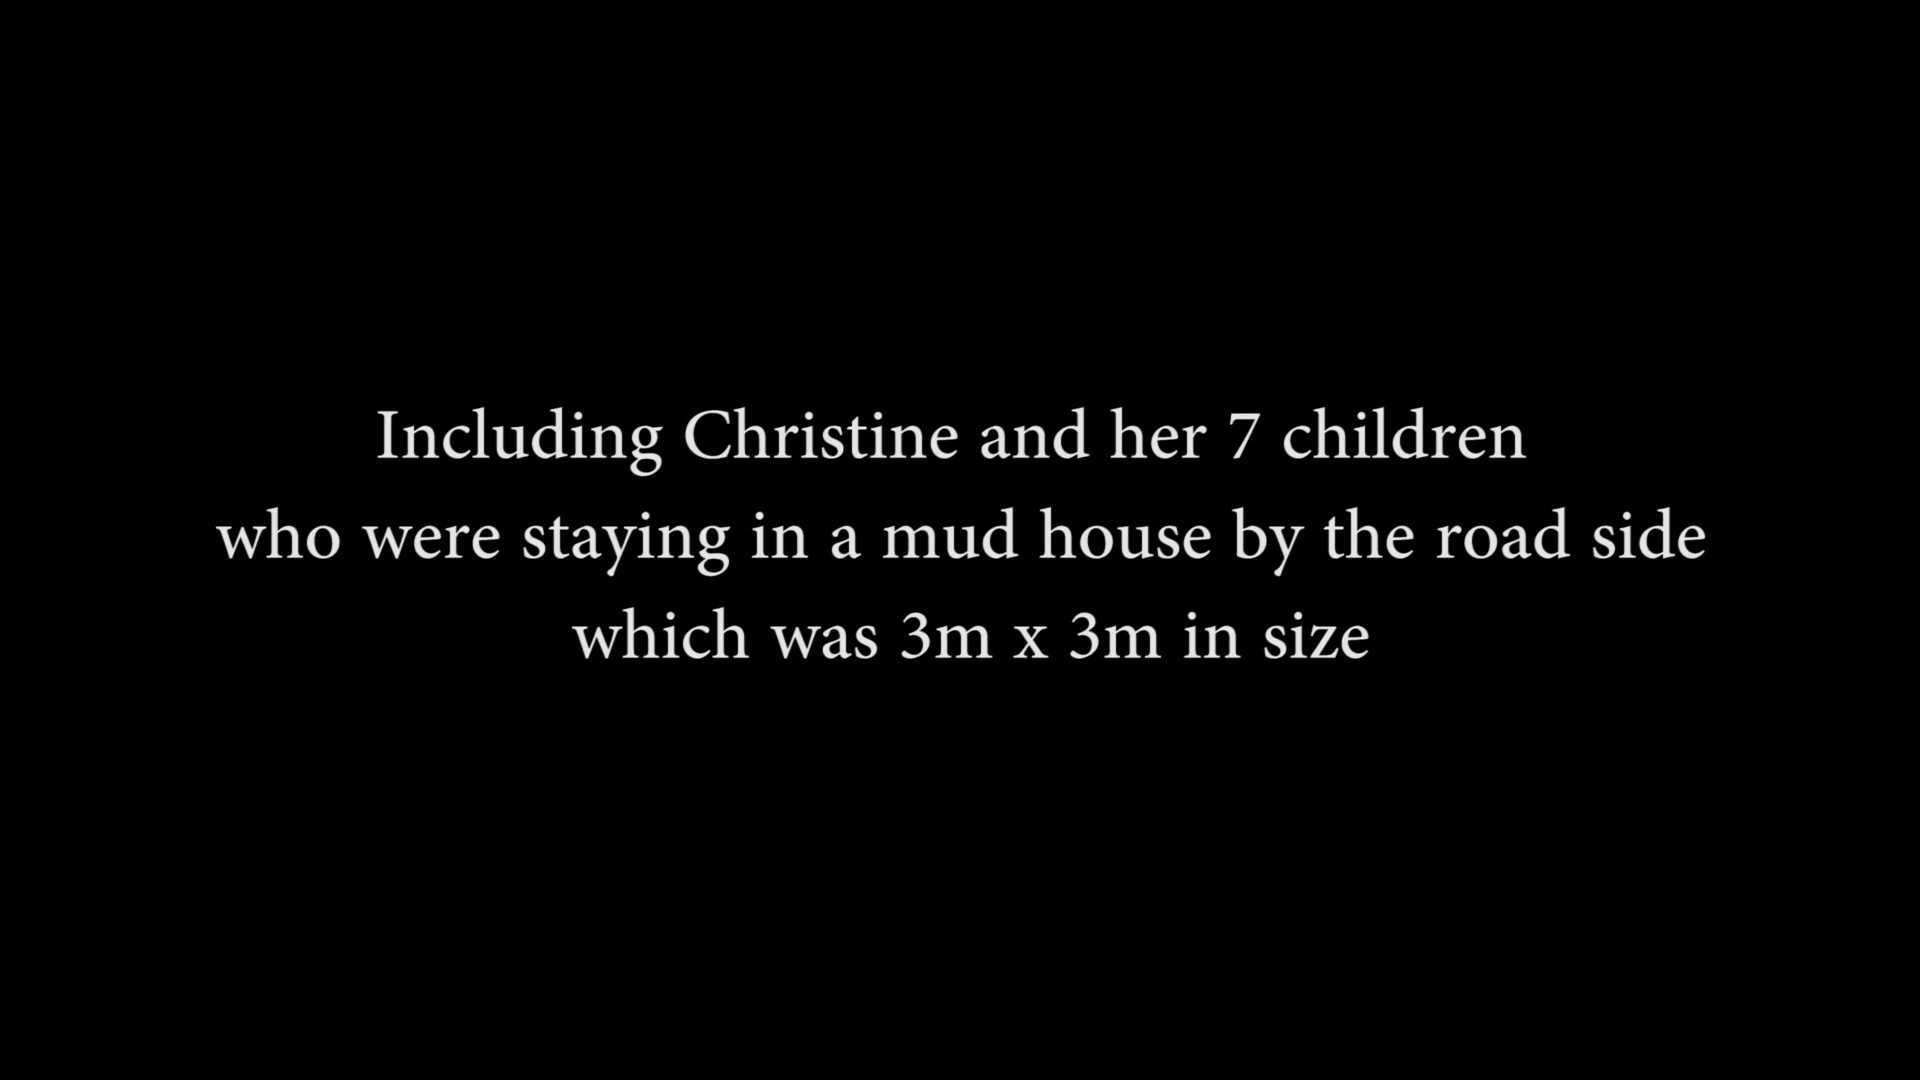 Including Christine and her 7 children
who were staying in a mud house by the road side
which was 3m x 3m in size